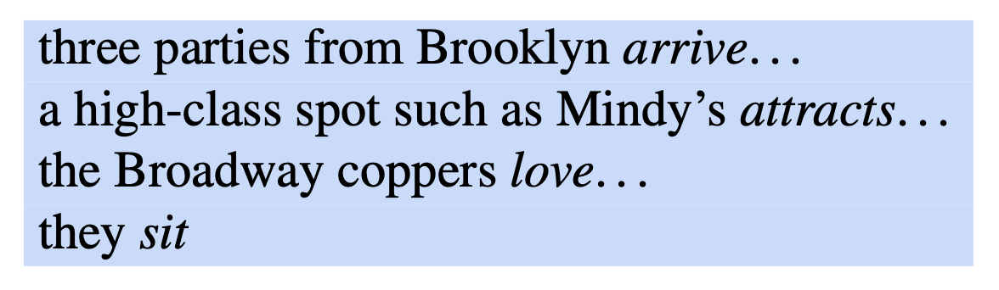 three parties from Brooklyn arrive...
a high-class spot such as Mindy’s attracts...
the Broadway coppers love...
they sit